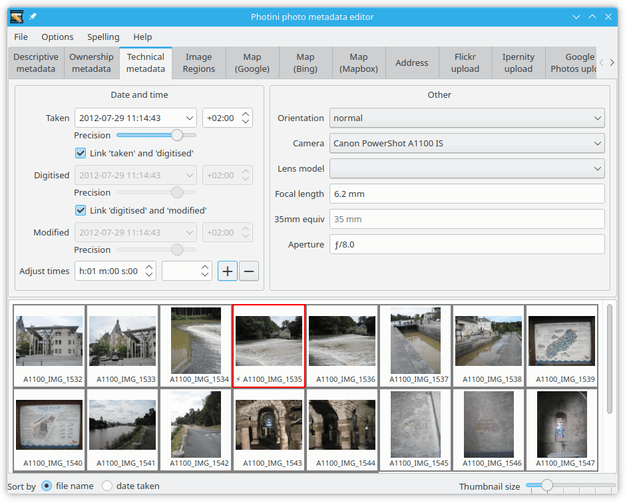 Photini photo metadata editor
File Options Spelling Help
Descriptive metadata
Ownership metadata
Technical metadata
Image Regions
Map (Google)
Map (Bing)
Map (Mapbox)
Address
Flickr upload
Ipernity upload
Google Photos uplo
Date and time
Taken 2012-07-29 11:14:43 +02:00
Precision
Link 'taken' and 'digitised'
Digitised 2012-07-29 11:14:43 +02:00
Precision
Link 'digitised' and 'modified'
Modified 2012-07-29 11:14:43 +02:00
Precision
Adjust times h:01 m:00 s:00
Other
Orientation normal
Camera Canon PowerShot A1100 IS
Lens model
Focal length 6.2 mm
35mm equiv 35 mm
Aperture ƒ/8.0
A1100_IMG_1532 A1100_IMG_1533 A1100_IMG_1534 ⚡ A1100_IMG_1535 A1100_IMG_1536 A1100_IMG_1537 A1100_IMG_1538 A1100_IMG_1539
A1100_IMG_1540 A1100_IMG_1541 A1100_IMG_1542 A1100_IMG_1543 A1100_IMG_1544 A1100_IMG_1545 A1100_IMG_1546 A1100_IMG_1547
Sort by file name date taken Thumbnail size